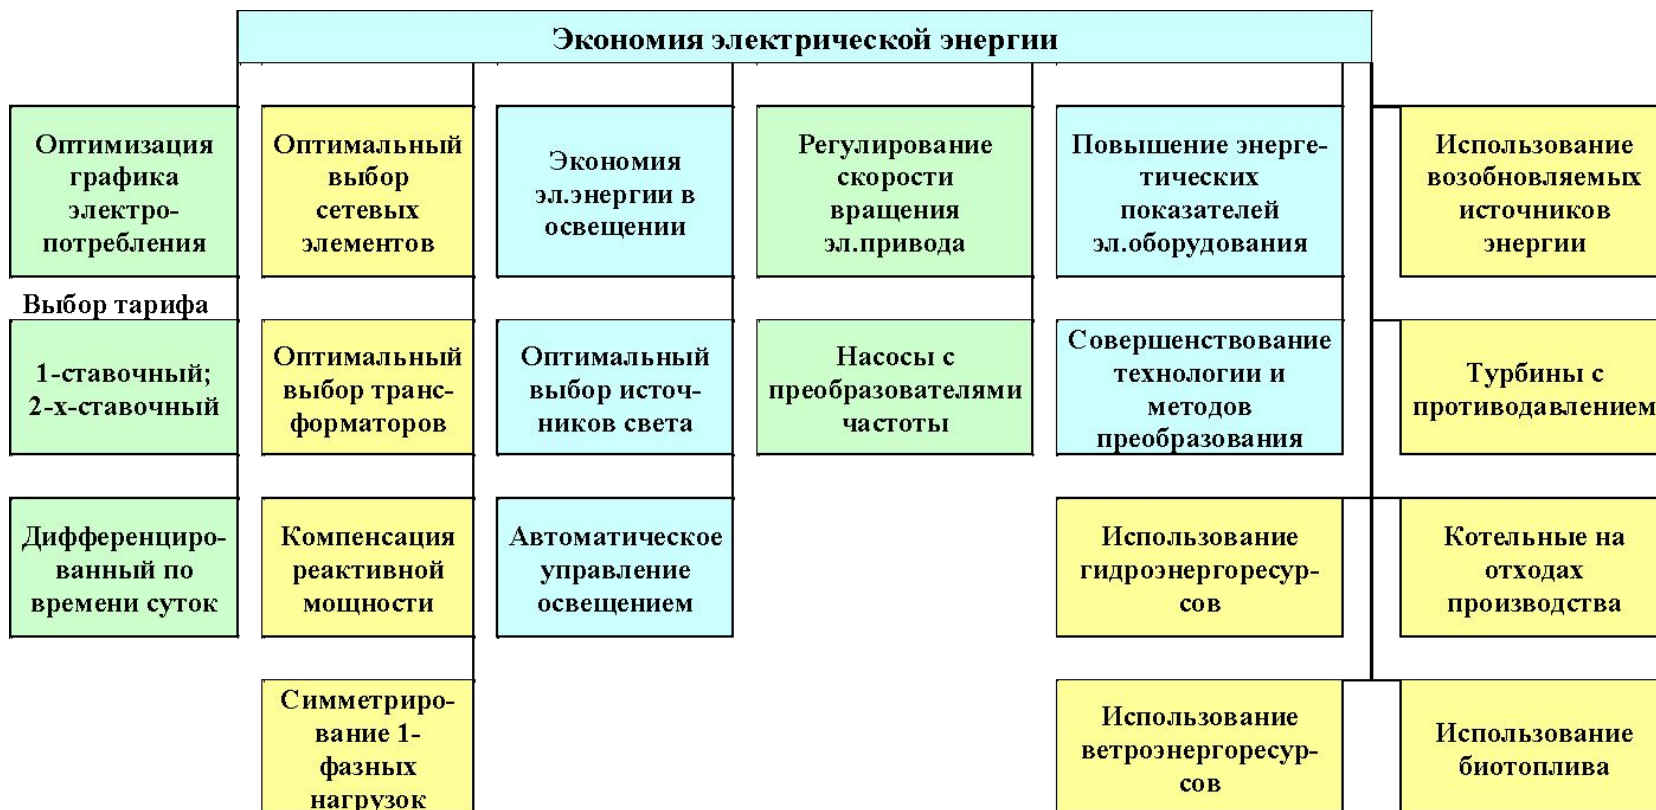 Экономия электрической энергии
Оптимизация
графика
электро-
потребления
Оптимальный
выбор
сетевых
элементов
Экономия
эл.энергии в
освещении
Регулирование
скорости
вращения
эл.привода
Повышение энерге-
тических
показателей
эл.оборудования
Использование
возобновляемых
источников
энергии
Выбор тарифа
1-ставочный;
2-х-ставочный
Оптимальный
выбор транс-
форматоров
Оптимальный
выбор источ-
ников света
Насосы с
преобразователями
частоты
Совершенствование
технологии и
методов
преобразования
Турбины с
противодавлением
Дифференциро-
ванный по
времени суток
Компенсация
реактивной
мощности
Автоматическое
управление
освещением
Использование
гидроэнергоресур-
сов
Котельные на
отходах
производства
Симметриро-
вание 1-
фазных
нагрузок
Использование
ветроэнергоресур-
сов
Использование
биотоплива